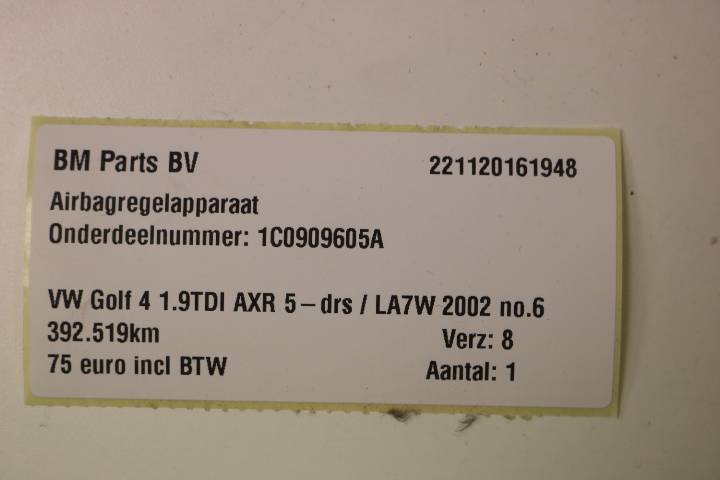 BM Parts BV 221120161948
Airbagregelapparaat
Onderdeelnummer: 1C0909605A
VW Golf 4 1.9TDI AXR 5-drs / LA7W 2002 no.6
392.519km Verz: 8
75 euro incl BTW Aantal: 1